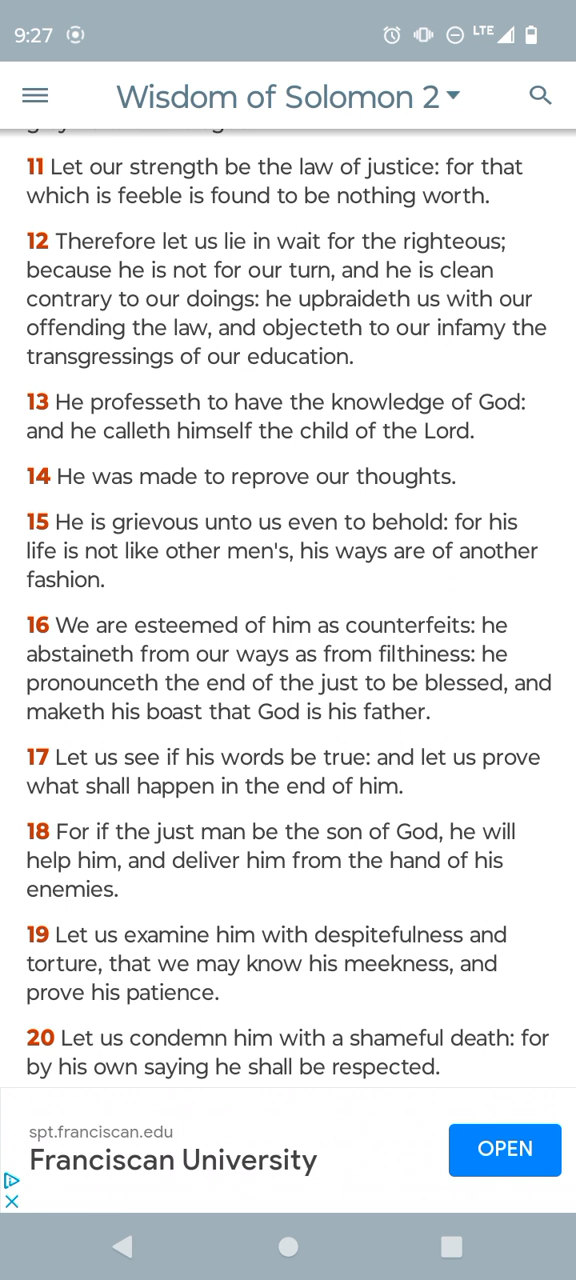 9:27
LTE
Wisdom of Solomon 2
11 Let our strength be the law of justice: for that
which is feeble is found to be nothing worth.
12 Therefore let us lie in wait for the righteous;
because he is not for our turn, and he is clean
contrary to our doings: he upbraideth us with our
offending the law, and objecteth to our infamy the
transgressings of our education.
13 He professeth to have the knowledge of God:
and he calleth himself the child of the Lord.
14 He was made to reprove our thoughts.
15 He is grievous unto us even to behold: for his
life is not like other men's, his ways are of another
fashion.
16 We are esteemed of him as counterfeits: he
abstaineth from our ways as from filthiness: he
pronounceth the end of the just to be blessed, and
maketh his boast that God is his father.
17 Let us see if his words be true: and let us prove
what shall happen in the end of him.
18 For if the just man be the son of God, he will
help him, and deliver him from the hand of his
enemies.
19 Let us examine him with despitefulness and
torture, that we may know his meekness, and
prove his patience.
20 Let us condemn him with a shameful death: for
by his own saying he shall be respected.
spt.franciscan.edu
Franciscan University
OPEN